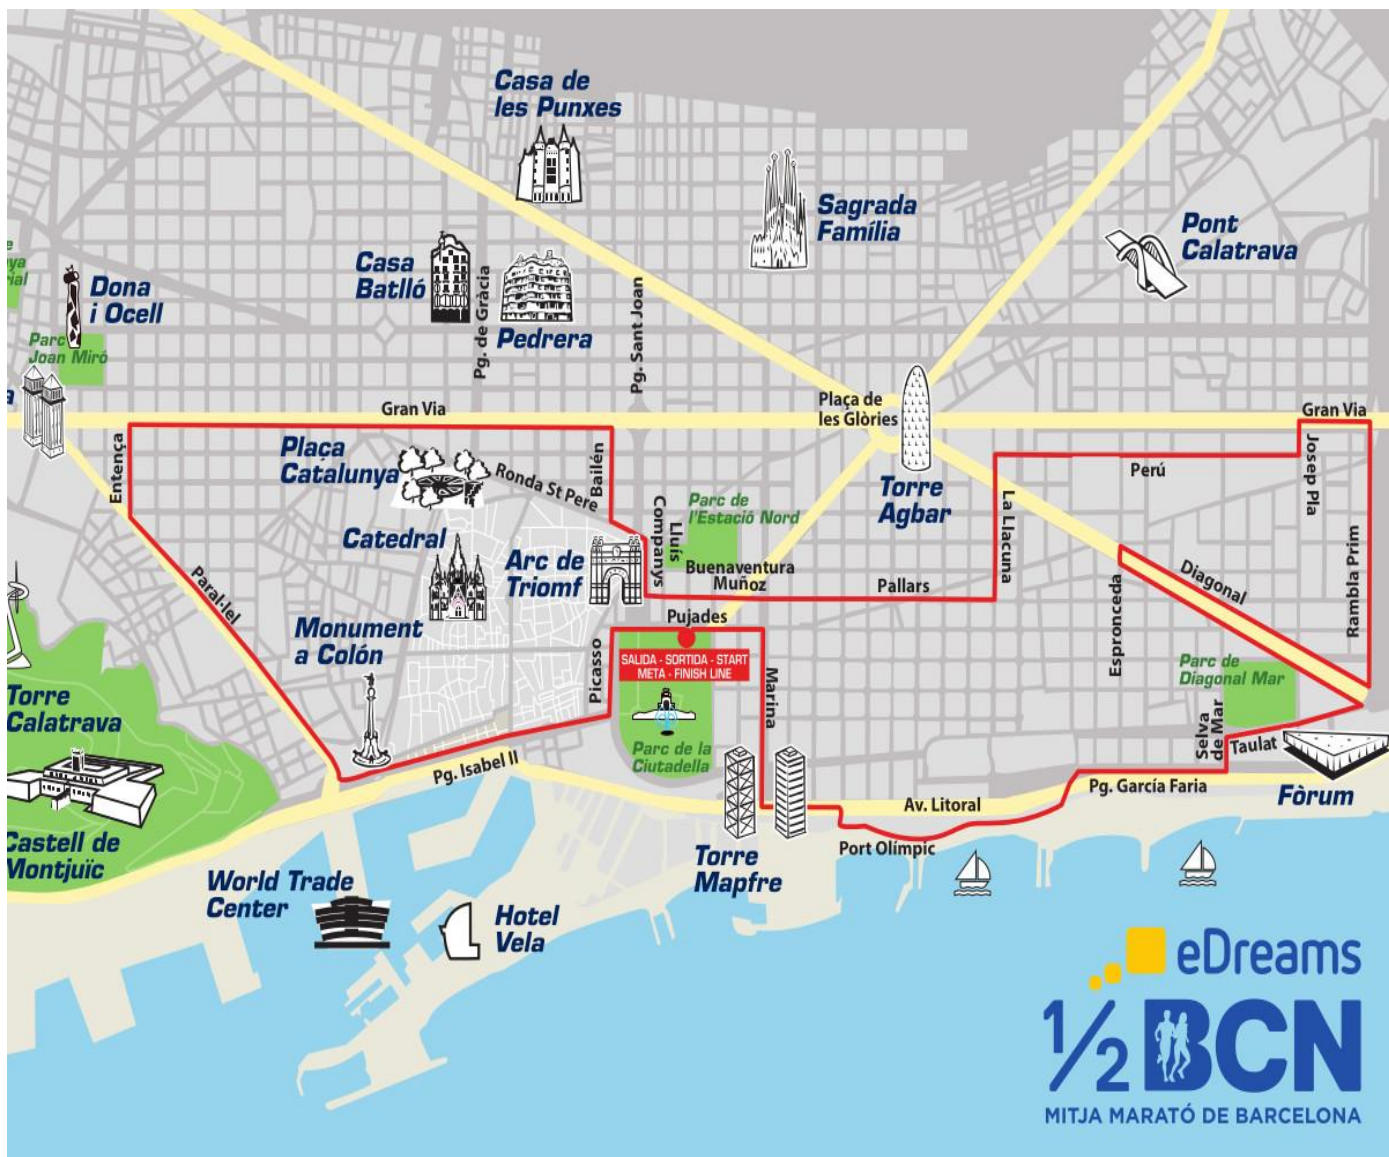 Casa de
les Punxes
Sagrada
Família
Pont
Calatrava
Casa
Batlló
Pg. de Gràcia
Pedrera
Pg. Sant Joan
Dona
i Ocell
Parc
Joan Miró
Plaça de
les Glòries
Gran Via
Gran Via
Entença
Plaça
Catalunya
Ronda St Pere
Bailén
Lluís
Companys
Parc de
l'Estació Nord
Torre
Agbar
La Llacuna
Perú
Josep Pla
Rambla Prim
Catedral
Arc de
Triomf
Buenaventura
Muñoz
Pallars
Diagonal
Espronceda
Paral·lel
Monument
a Colón
Pujades
Picasso
SALIDA - SORTIDA - START
META - FINISH LINE
Marina
Parc de
Diagonal Mar
Selva
de Mar
Taulat
Torre
Calatrava
Parc de la
Ciutadella
Pg. Isabel II
Av. Litoral
Pg. García Faria
Fòrum
Castell de
Montjuïc
Port Olímpic
Torre
Mapfre
World Trade
Center
Hotel
Vela
eDreams
1/2 BCN
MITJA MARATÓ DE BARCELONA